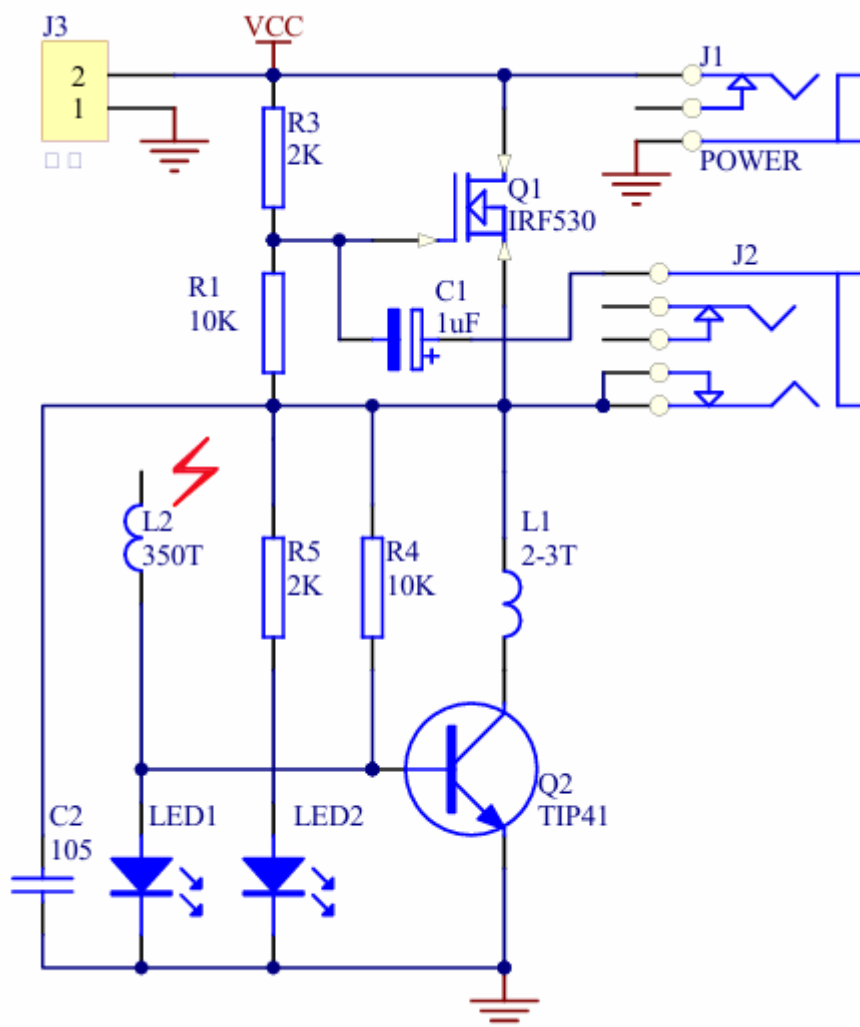 J3
VCC
2
1
J1
POWER
R3
2K
Q1
IRF530
R1
10K
C1
1uF
+
J2
L2
350T
R5
2K
R4
10K
L1
2-3T
C2
105
LED1
LED2
Q2
TIP41